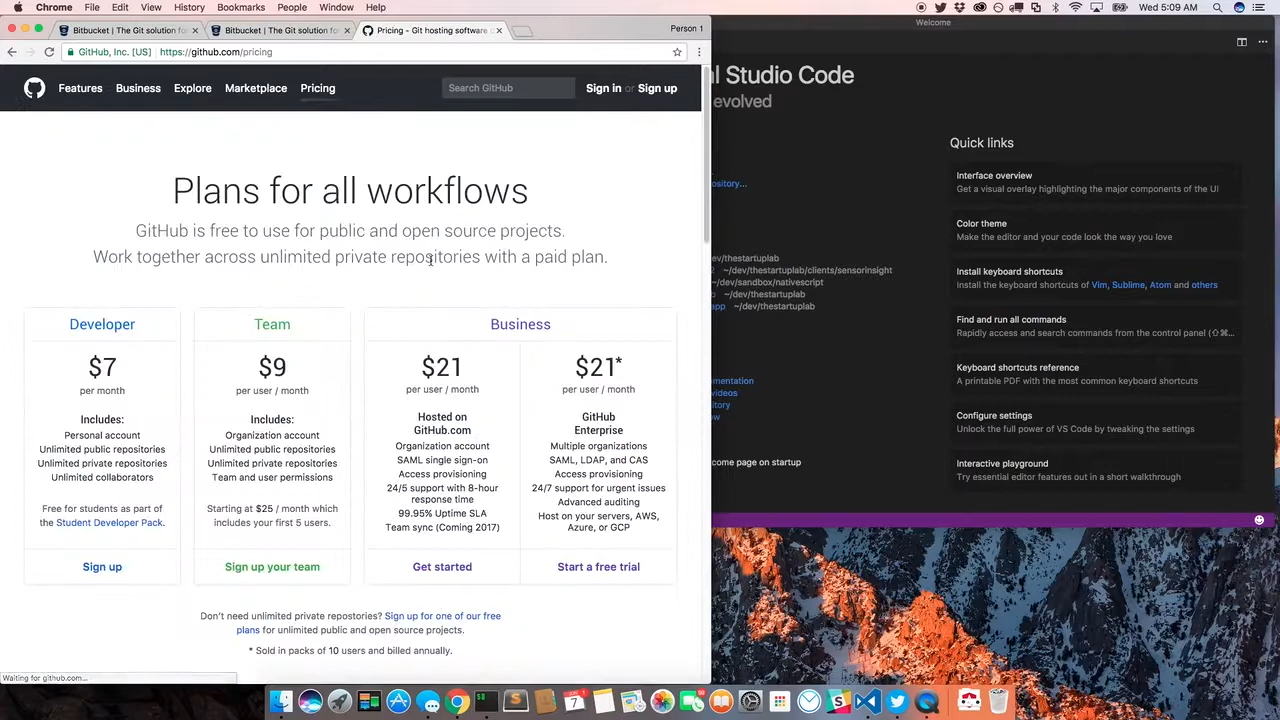 Chrome File Edit View History Bookmarks People Window Help
Wed 5:09 AM
Bitbucket | The Git solution fo
Bitbucket | The Git solution fo
Pricing - Git hosting software
Person 1
GitHub, Inc. [US]
https://github.com/pricing
Features Business Explore Marketplace Pricing
Search GitHub
Sign in or Sign up
Plans for all workflows
GitHub is free to use for public and open source projects.
Work together across unlimited private repositories with a paid plan.
Developer
$7
per month
Includes:
Personal account
Unlimited public repositories
Unlimited private repositories
Unlimited collaborators
Free for students as part of
the Student Developer Pack.
Sign up
Team
$9
per user / month
Includes:
Organization account
Unlimited public repositories
Unlimited private repositories
Team and user permissions
Starting at $25 / month which
includes your first 5 users.
Sign up your team
Business
$21
per user / month
Hosted on
GitHub.com
Organization account
SAML single sign-on
Access provisioning
24/5 support with 8-hour
response time
99.95% Uptime SLA
Team sync (Coming 2017)
Get started
$21*
per user / month
GitHub
Enterprise
Multiple organizations
SAML, LDAP, and CAS
Access provisioning
24/7 support for urgent issues
Advanced auditing
Host on your servers, AWS,
Azure, or GCP
Start a free trial
Don't need unlimited private repostories? Sign up for one of our free
plans for unlimited public and open source projects.
* Sold in packs of 10 users and billed annually.
Waiting for github.com...
Welcome
l Studio Code
evolved
ository...
ev/thestartuplab
~/dev/thestartuplab/clients/sensorinsight
~/dev/sandbox/nativescript
~/dev/thestartuplab
app ~/dev/thestartuplab
mentation
videos
itory
ow
come page on startup
Quick links
Interface overview
Get a visual overlay highlighting the major components of the UI
Color theme
Make the editor and your code look the way you love
Install keyboard shortcuts
Install the keyboard shortcuts of Vim, Sublime, Atom and others
Find and run all commands
Rapidly access and search commands from the control panel (⇧⌘...
Keyboard shortcuts reference
A printable PDF with the most common keyboard shortcuts
Configure settings
Unlock the full power of VS Code by tweaking the settings
Interactive playground
Try essential editor features out in a short walkthrough
7